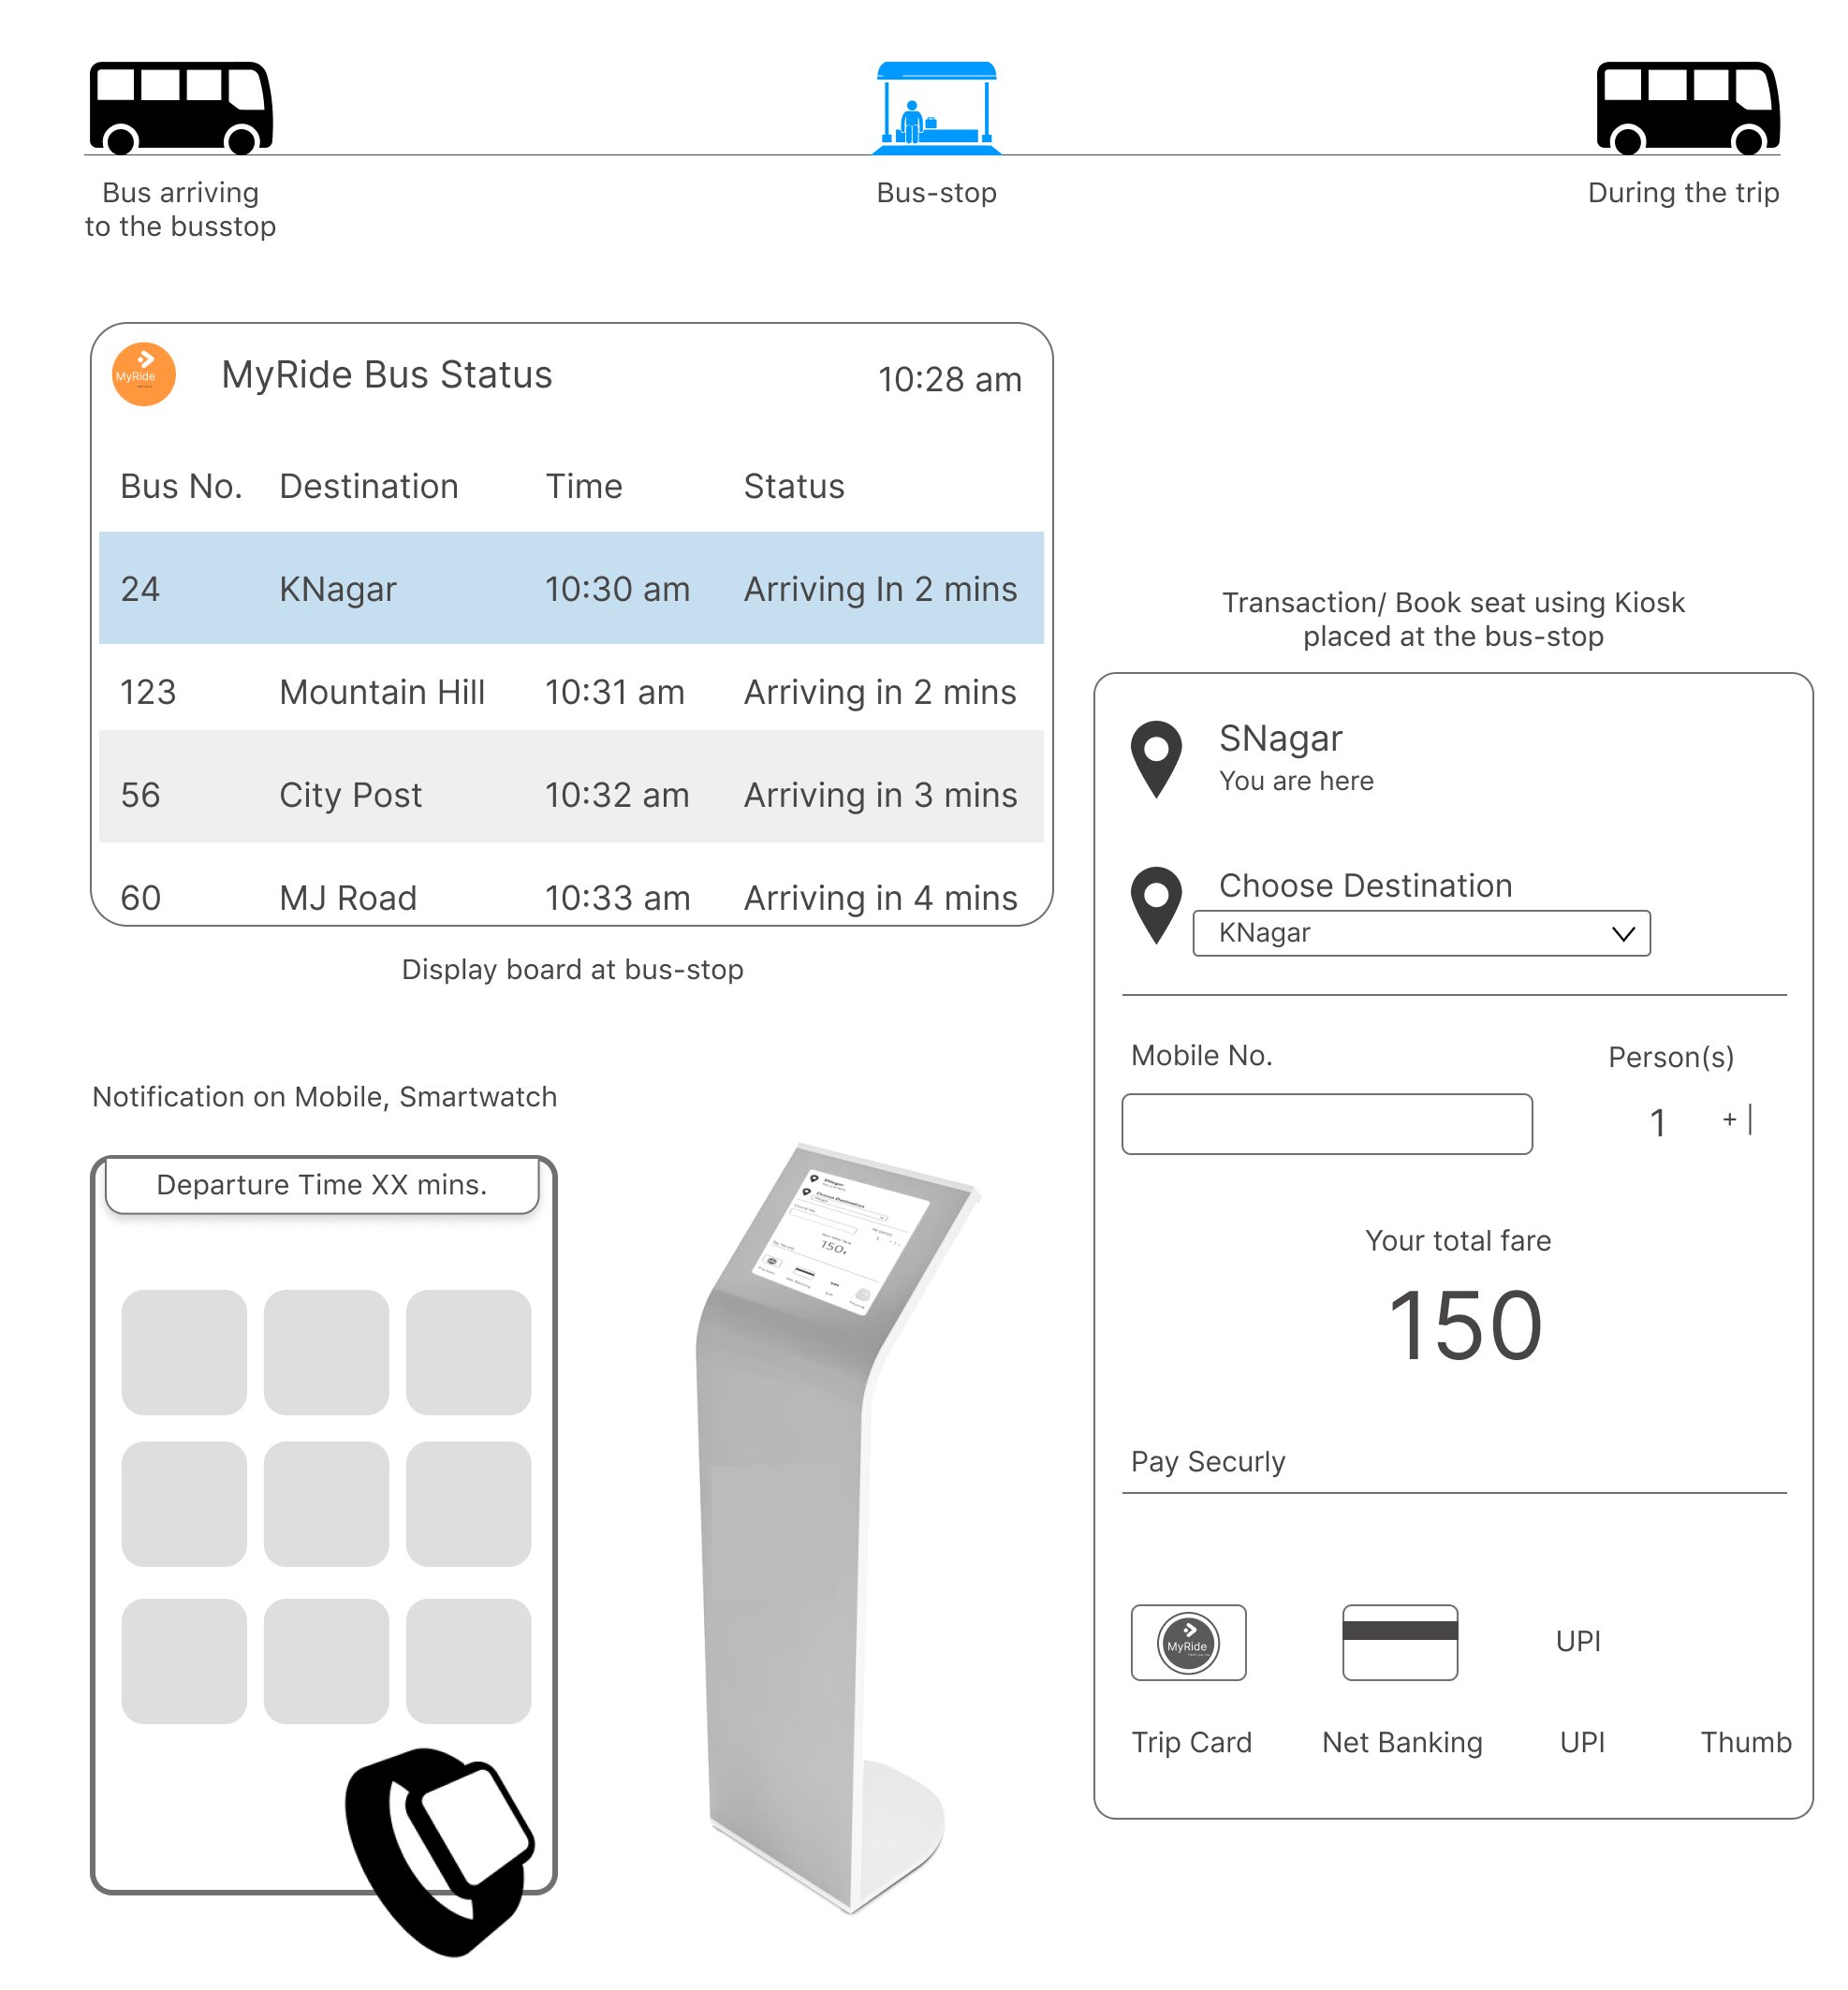 Bus arriving
to the busstop
Bus-stop
During the trip
MyRide
MyRide Bus Status
10:28 am
Bus No. Destination Time Status
24 KNagar 10:30 am Arriving In 2 mins
123 Mountain Hill 10:31 am Arriving in 2 mins
56 City Post 10:32 am Arriving in 3 mins
60 MJ Road 10:33 am Arriving in 4 mins
Display board at bus-stop
Transaction/ Book seat using Kiosk
placed at the bus-stop
SNagar
You are here
Choose Destination
KNagar
Mobile No. Person(s)
1 + |
Your total fare
150
Pay Securly
MyRide
UPI
Trip Card Net Banking UPI Thumb
Notification on Mobile, Smartwatch
Departure Time XX mins.
SNagar
Choose Destination
150